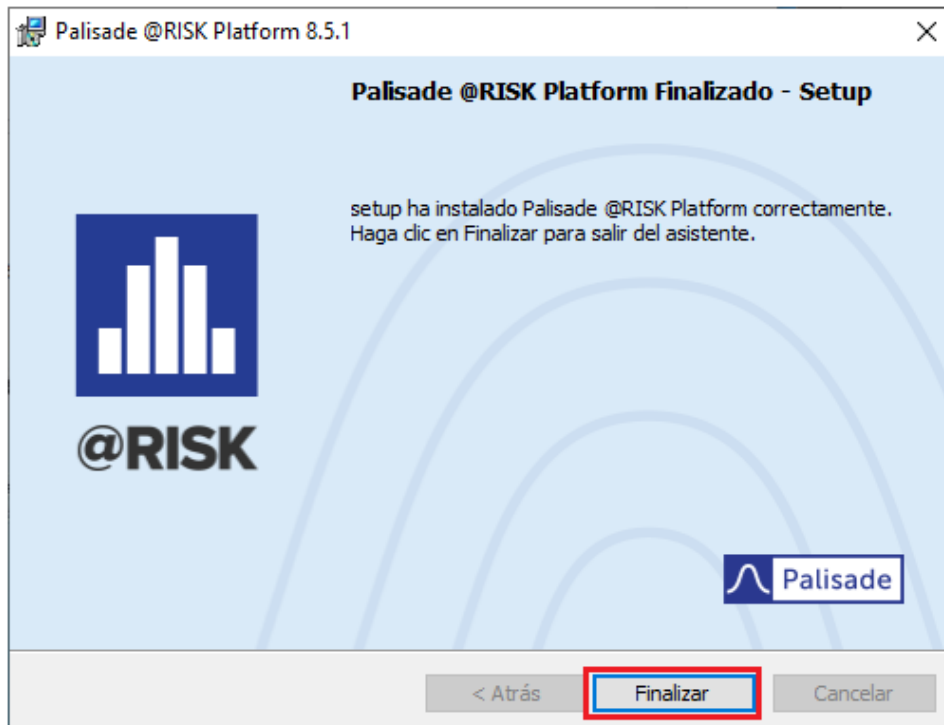 Palisade @RISK Platform 8.5.1
Palisade @RISK Platform Finalizado - Setup
setup ha instalado Palisade @RISK Platform correctamente.
Haga clic en Finalizar para salir del asistente.
@RISK
Palisade
< Atrás
Finalizar
Cancelar